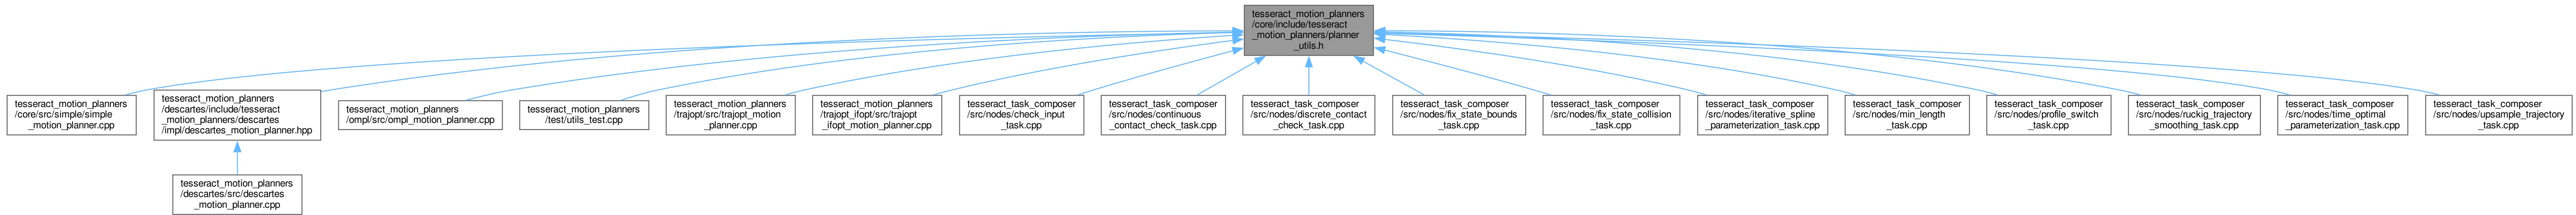 tesseract_motion_planners
/core/include/tesseract
_motion_planners/planner
_utils.h
tesseract_motion_planners
/core/src/simple/simple
_motion_planner.cpp
tesseract_motion_planners
/descartes/include/tesseract
_motion_planners/descartes
/impl/descartes_motion_planner.hpp
tesseract_motion_planners
/ompl/src/ompl_motion_planner.cpp
tesseract_motion_planners
/test/utils_test.cpp
tesseract_motion_planners
/trajopt/src/trajopt_motion
_planner.cpp
tesseract_motion_planners
/trajopt_ifopt/src/trajopt
_ifopt_motion_planner.cpp
tesseract_task_composer
/src/nodes/check_input
_task.cpp
tesseract_task_composer
/src/nodes/continuous
_contact_check_task.cpp
tesseract_task_composer
/src/nodes/discrete_contact
_check_task.cpp
tesseract_task_composer
/src/nodes/fix_state_bounds
_task.cpp
tesseract_task_composer
/src/nodes/fix_state_collision
_task.cpp
tesseract_task_composer
/src/nodes/iterative_spline
_parameterization_task.cpp
tesseract_task_composer
/src/nodes/min_length
_task.cpp
tesseract_task_composer
/src/nodes/profile_switch
_task.cpp
tesseract_task_composer
/src/nodes/ruckig_trajectory
_smoothing_task.cpp
tesseract_task_composer
/src/nodes/time_optimal
_parameterization_task.cpp
tesseract_task_composer
/src/nodes/upsample_trajectory
_task.cpp
tesseract_motion_planners
/descartes/src/descartes
_motion_planner.cpp